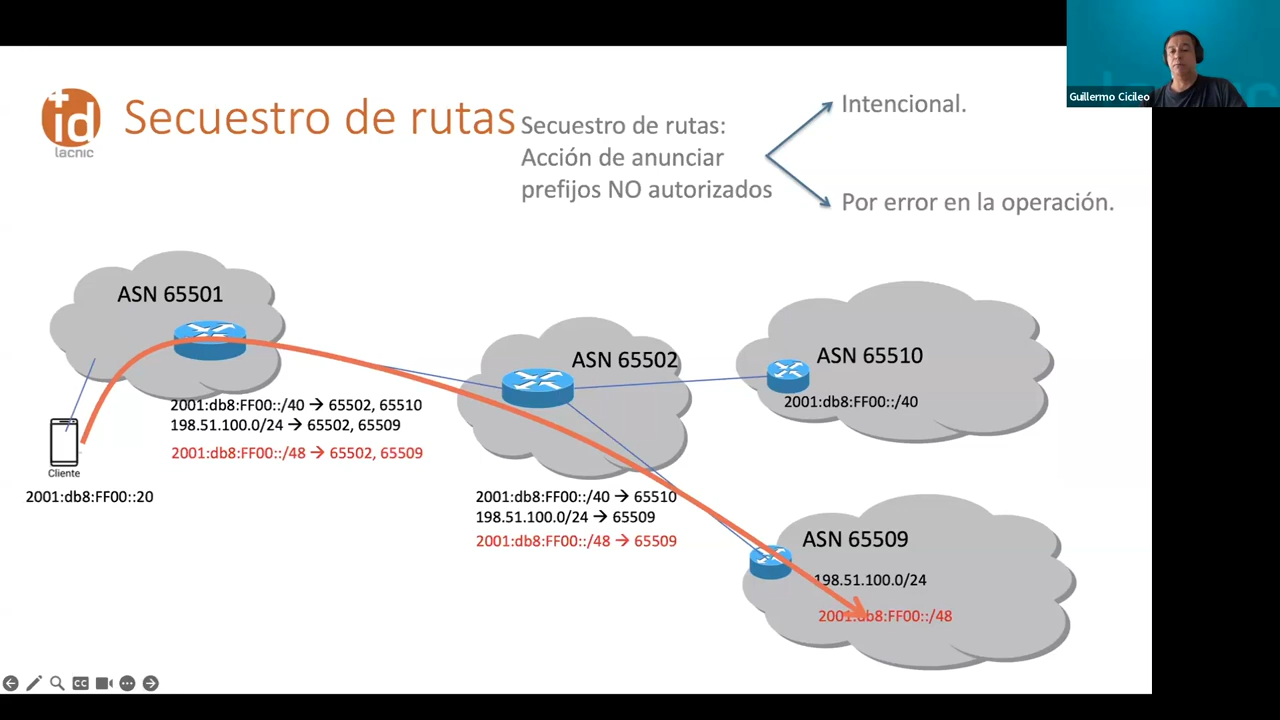 Guillermo Cicileo
id
lacnic
Secuestro de rutas
Secuestro de rutas:
Acción de anunciar
prefijos NO autorizados
Intencional.
Por error en la operación.
ASN 65501
ASN 65502
ASN 65510
2001:db8:FF00::/40
2001:db8:FF00::/40 → 65502, 65510
198.51.100.0/24 → 65502, 65509
2001:db8:FF00::/48 → 65502, 65509
Cliente
2001:db8:FF00::20
2001:db8:FF00::/40 → 65510
198.51.100.0/24 → 65509
2001:db8:FF00::/48 → 65509
ASN 65509
198.51.100.0/24
2001:db8:FF00::/48
CC